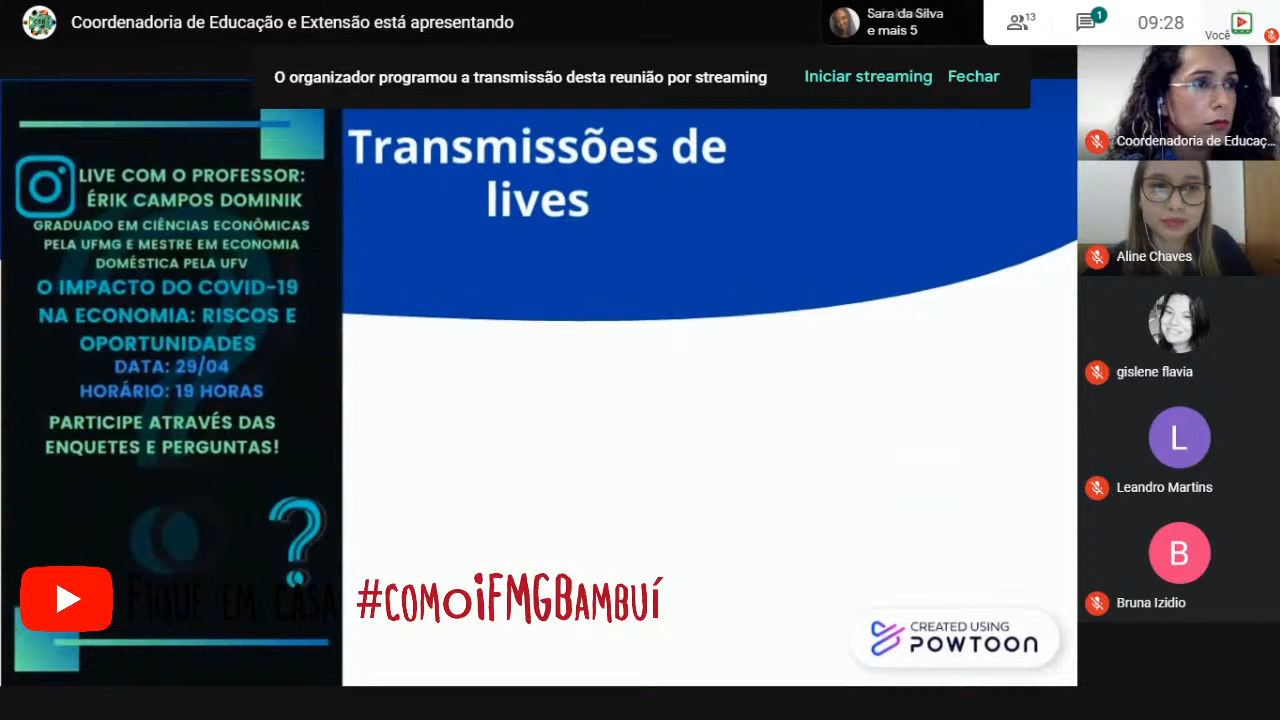 Coordenadoria de Educação e Extensão está apresentando
Sara da Silva
e mais 5
13
1
09:28
Você
O organizador programou a transmissão desta reunião por streaming
Iniciar streaming
Fechar
Transmissões de
lives
LIVE COM O PROFESSOR:
ÉRIK CAMPOS DOMINIK
GRADUADO EM CIÊNCIAS ECONÔMICAS
PELA UFMG E MESTRE EM ECONOMIA
DOMÉSTICA PELA UFV
O IMPACTO DO COVID-19
NA ECONOMIA: RISCOS E
OPORTUNIDADES
DATA: 29/04
HORÁRIO: 19 HORAS
PARTICIPE ATRAVÉS DAS
ENQUETES E PERGUNTAS!
?
Fique em casa #comoiFMGBambuí
CREATED USING
POWTOON
Coordenadoria de Educaç...
Aline Chaves
gislene flavia
L
Leandro Martins
B
Bruna Izidio